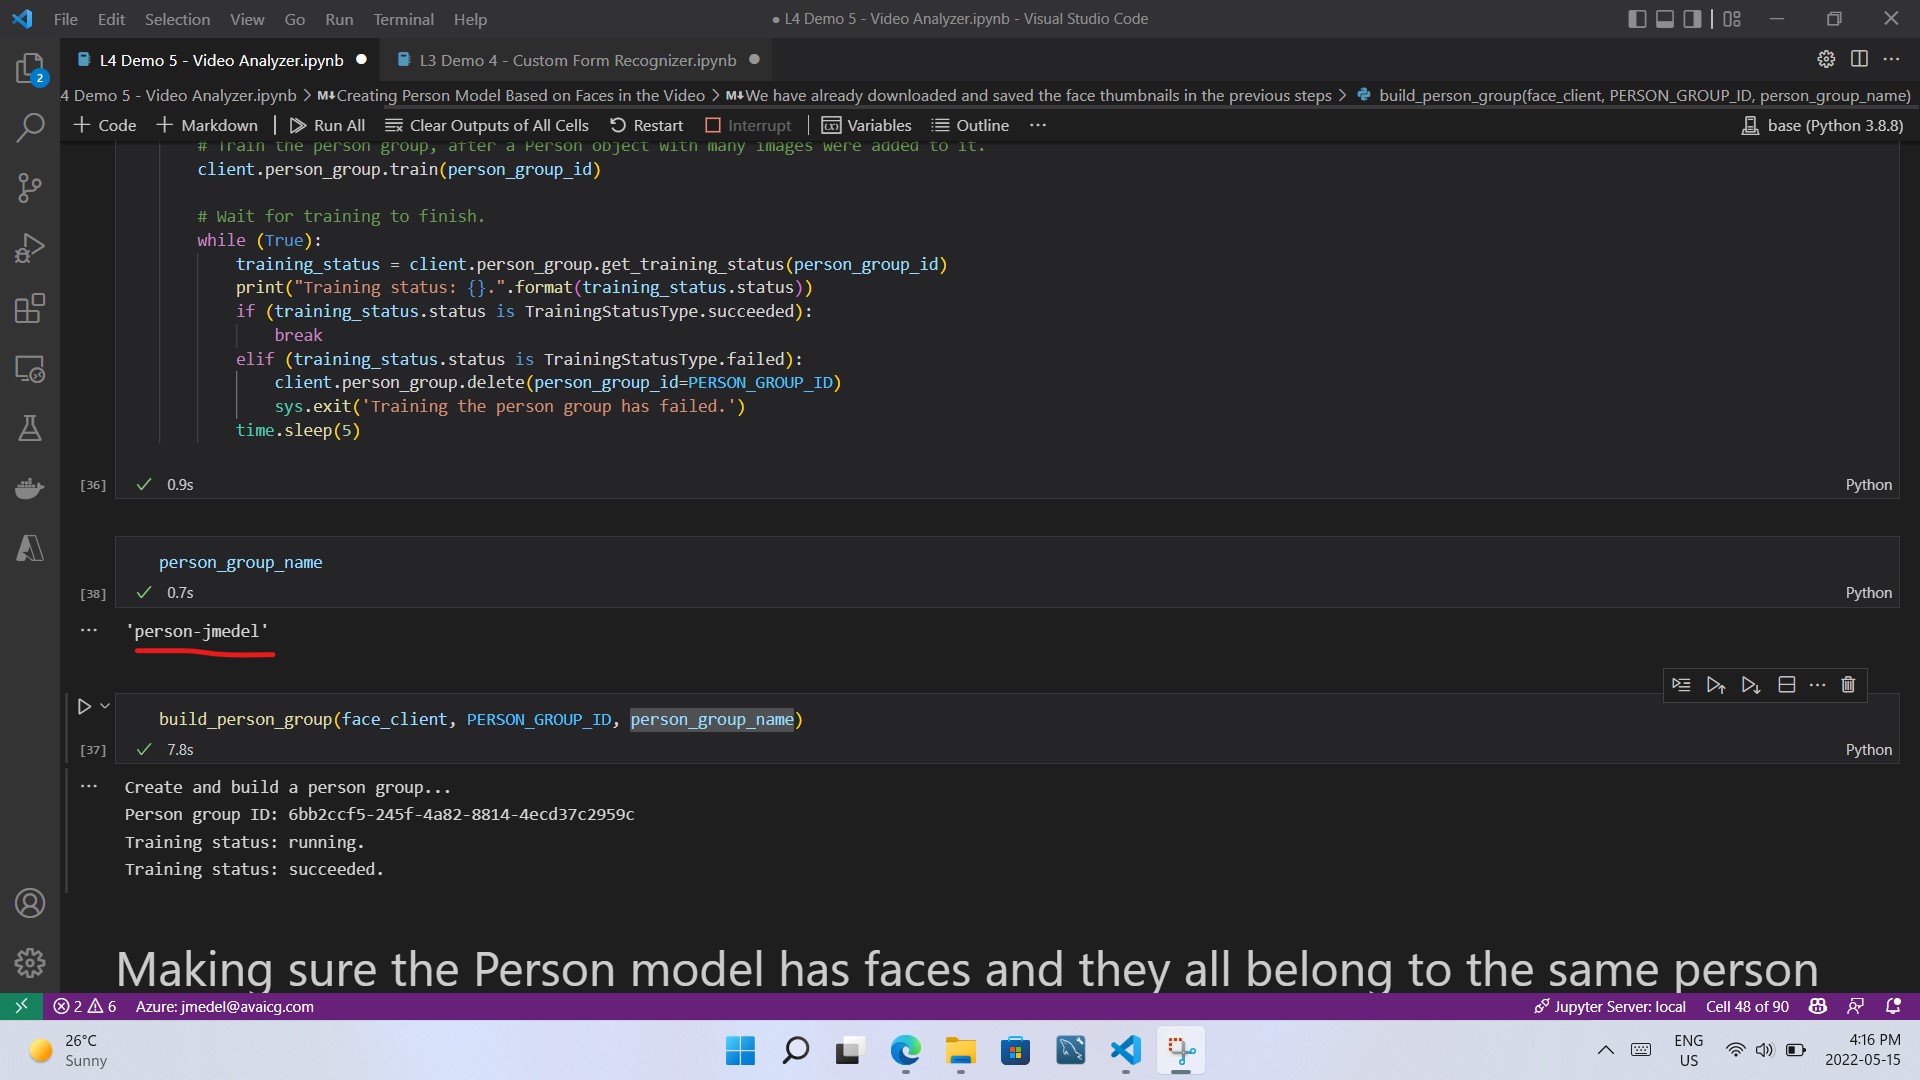 File Edit Selection View Go Run Terminal Help
● L4 Demo 5 - Video Analyzer.ipynb - Visual Studio Code
L4 Demo 5 - Video Analyzer.ipynb ●
L3 Demo 4 - Custom Form Recognizer.ipynb ●
4 Demo 5 - Video Analyzer.ipynb > M↓Creating Person Model Based on Faces in the Video > M↓We have already downloaded and saved the face thumbnails in the previous steps > build_person_group(face_client, PERSON_GROUP_ID, person_group_name)
+ Code + Markdown | Run All Clear Outputs of All Cells Restart Interrupt | Variables Outline ···
base (Python 3.8.8)
# Train the person group, after a Person object with many images were added to it.
client.person_group.train(person_group_id)
# Wait for training to finish.
while (True):
training_status = client.person_group.get_training_status(person_group_id)
print("Training status: {}.".format(training_status.status))
if (training_status.status is TrainingStatusType.succeeded):
break
elif (training_status.status is TrainingStatusType.failed):
client.person_group.delete(person_group_id=PERSON_GROUP_ID)
sys.exit('Training the person group has failed.')
time.sleep(5)
[36] ✓ 0.9s Python
person_group_name
[38] ✓ 0.7s Python
'person-jmedel'
build_person_group(face_client, PERSON_GROUP_ID, person_group_name)
[37] ✓ 7.8s Python
Create and build a person group...
Person group ID: 6bb2ccf5-245f-4a82-8814-4ecd37c2959c
Training status: running.
Training status: succeeded.
Making sure the Person model has faces and they all belong to the same person
2
2 6 Azure: jmedel@avaicg.com
Jupyter Server: local Cell 48 of 90
26°C
Sunny
ENG
US
4:16 PM
2022-05-15